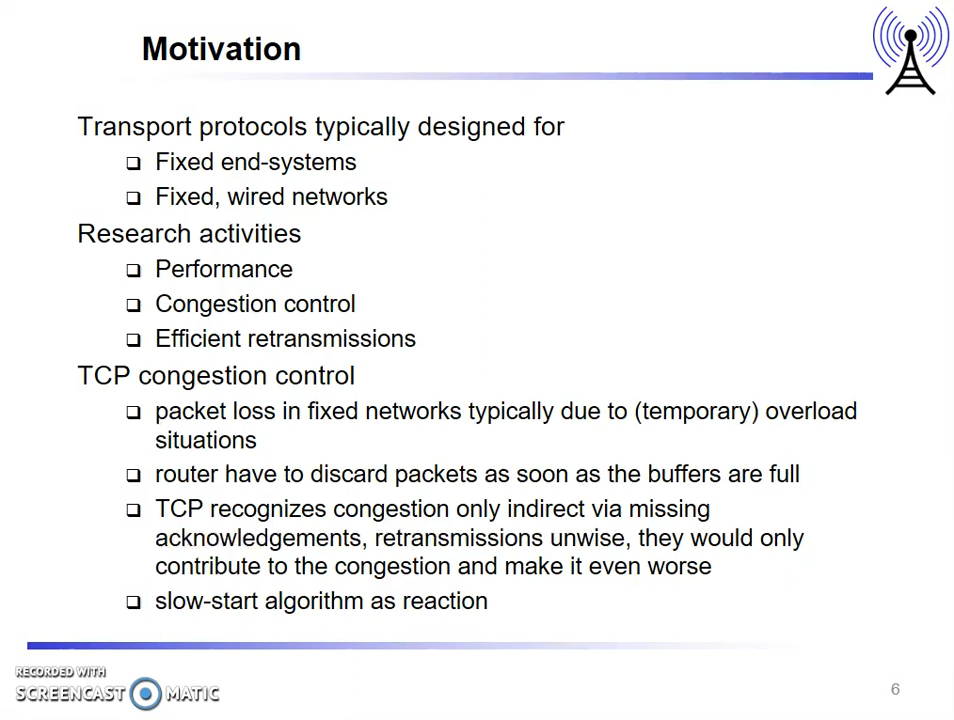 Motivation
Transport protocols typically designed for
❑ Fixed end-systems
❑ Fixed, wired networks
Research activities
❑ Performance
❑ Congestion control
❑ Efficient retransmissions
TCP congestion control
❑ packet loss in fixed networks typically due to (temporary) overload
situations
❑ router have to discard packets as soon as the buffers are full
❑ TCP recognizes congestion only indirect via missing
acknowledgements, retransmissions unwise, they would only
contribute to the congestion and make it even worse
❑ slow-start algorithm as reaction
RECORDED WITH
SCREENCAST MATIC
6